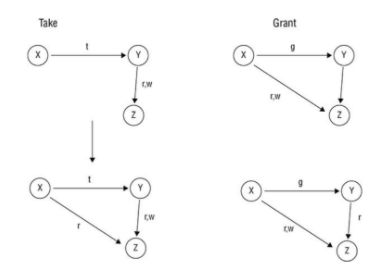 Take Grant
X t Y
r,w
Z
X g Y
r,w
Z
X t Y
r r,w
Z
X g Y
r,w r
Z